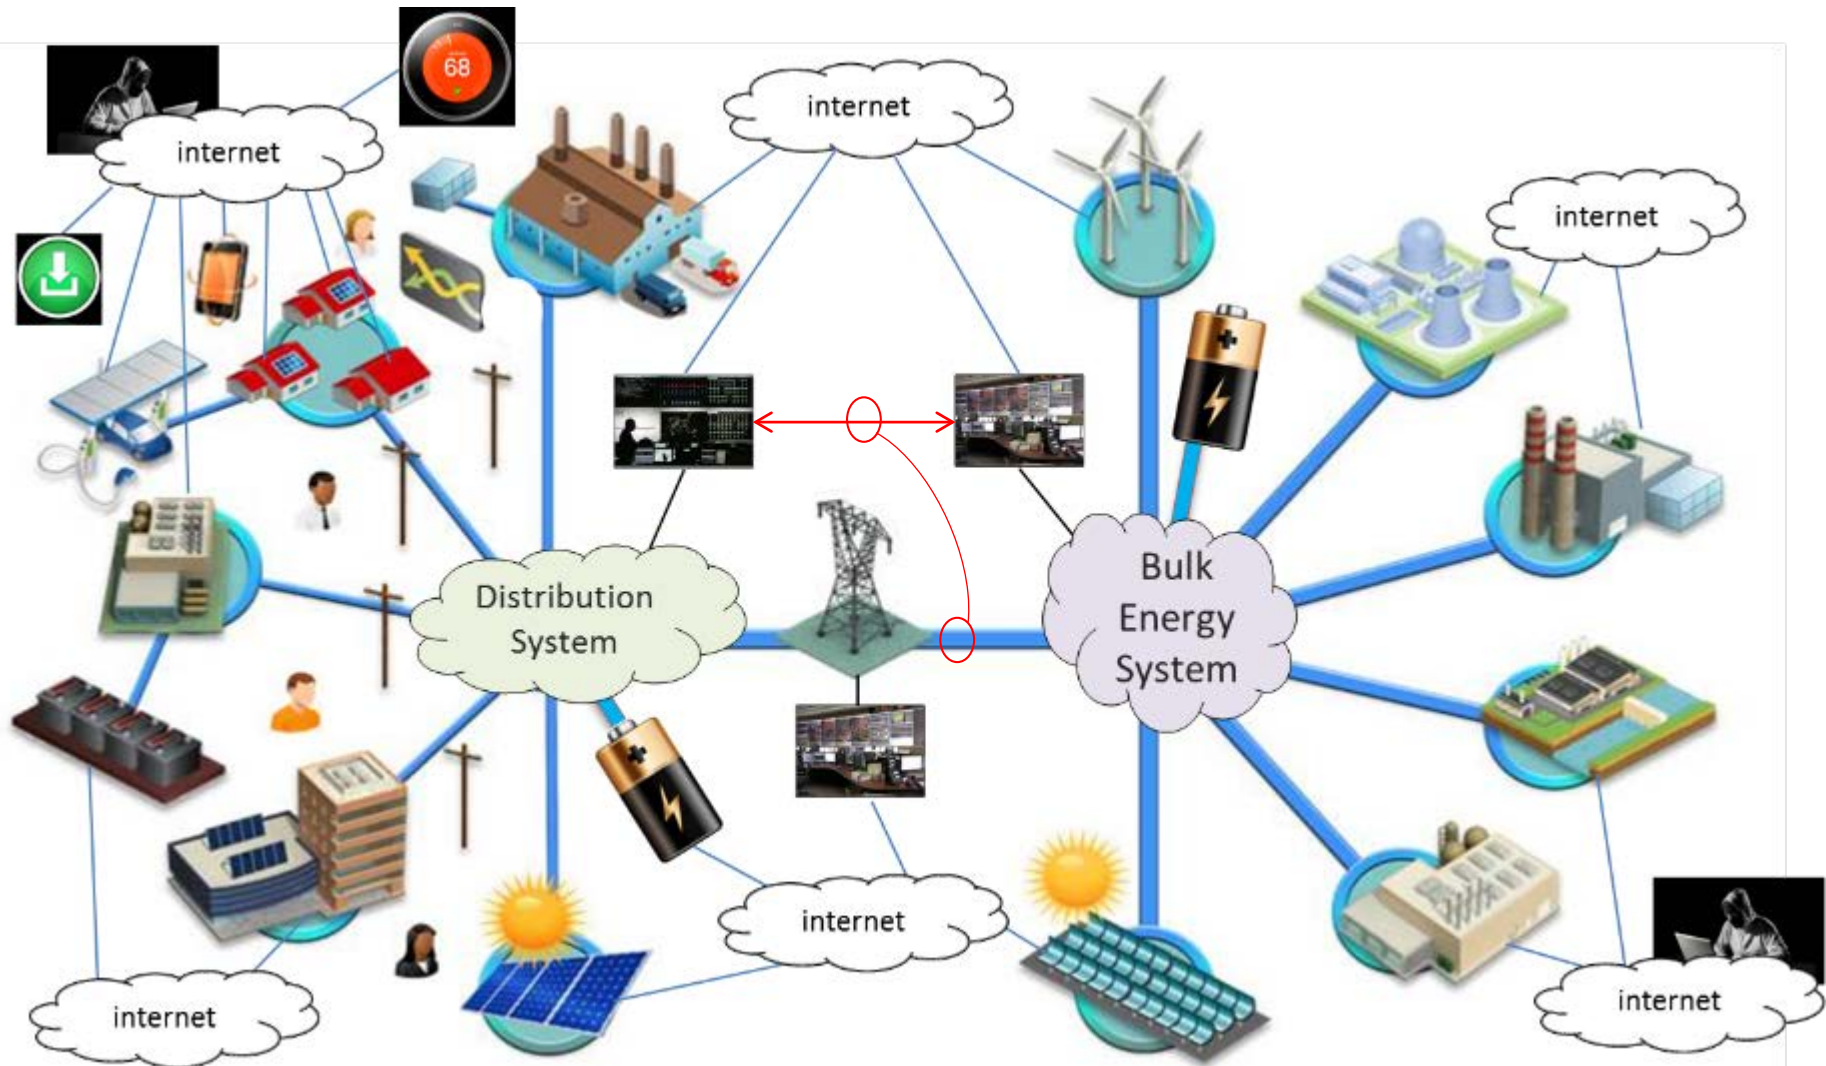 68
internet
internet
internet
Distribution
System
Bulk
Energy
System
internet
internet
internet